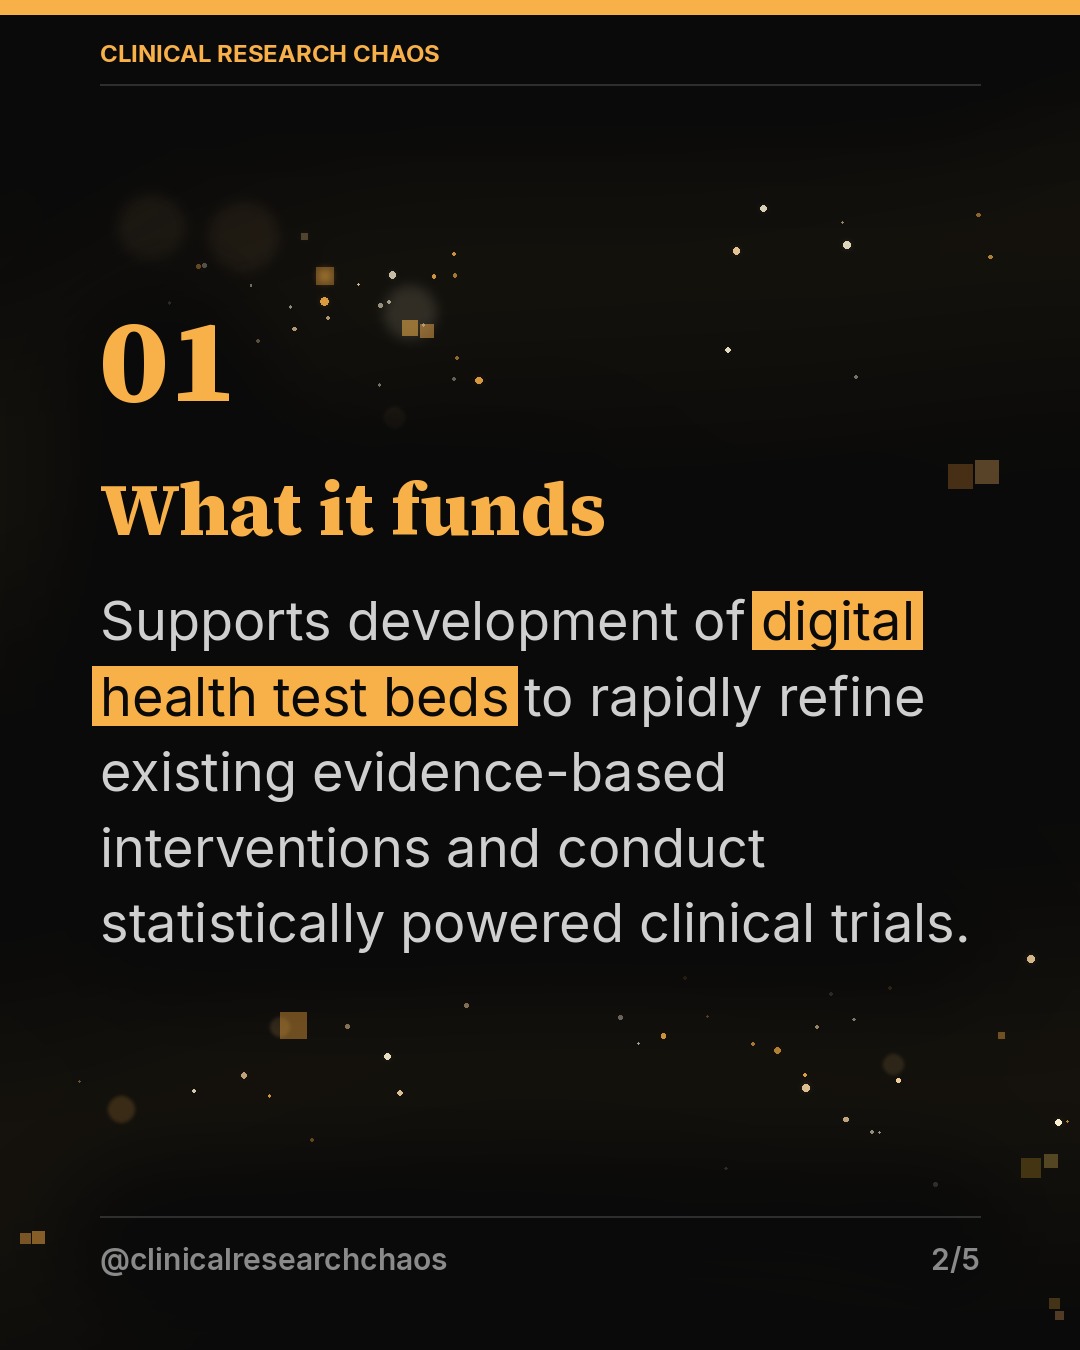 CLINICAL RESEARCH CHAOS
01
What it funds
Supports development of digital
health test beds to rapidly refine
existing evidence-based
interventions and conduct
statistically powered clinical trials.
@clinicalresearchchaos
2/5